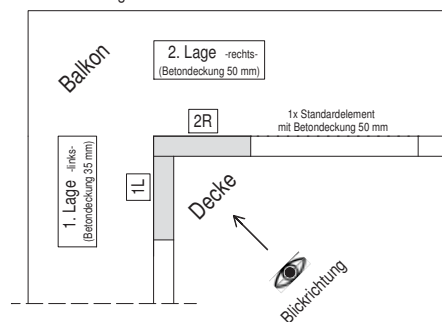 2. Lage -rechts-
(Betondeckung 50 mm)
Balkon
2R
1x Standardelement
mit Betondeckung 50 mm
1. Lage -links-
(Betondeckung 35 mm)
1L
Decke
Blickrichtung